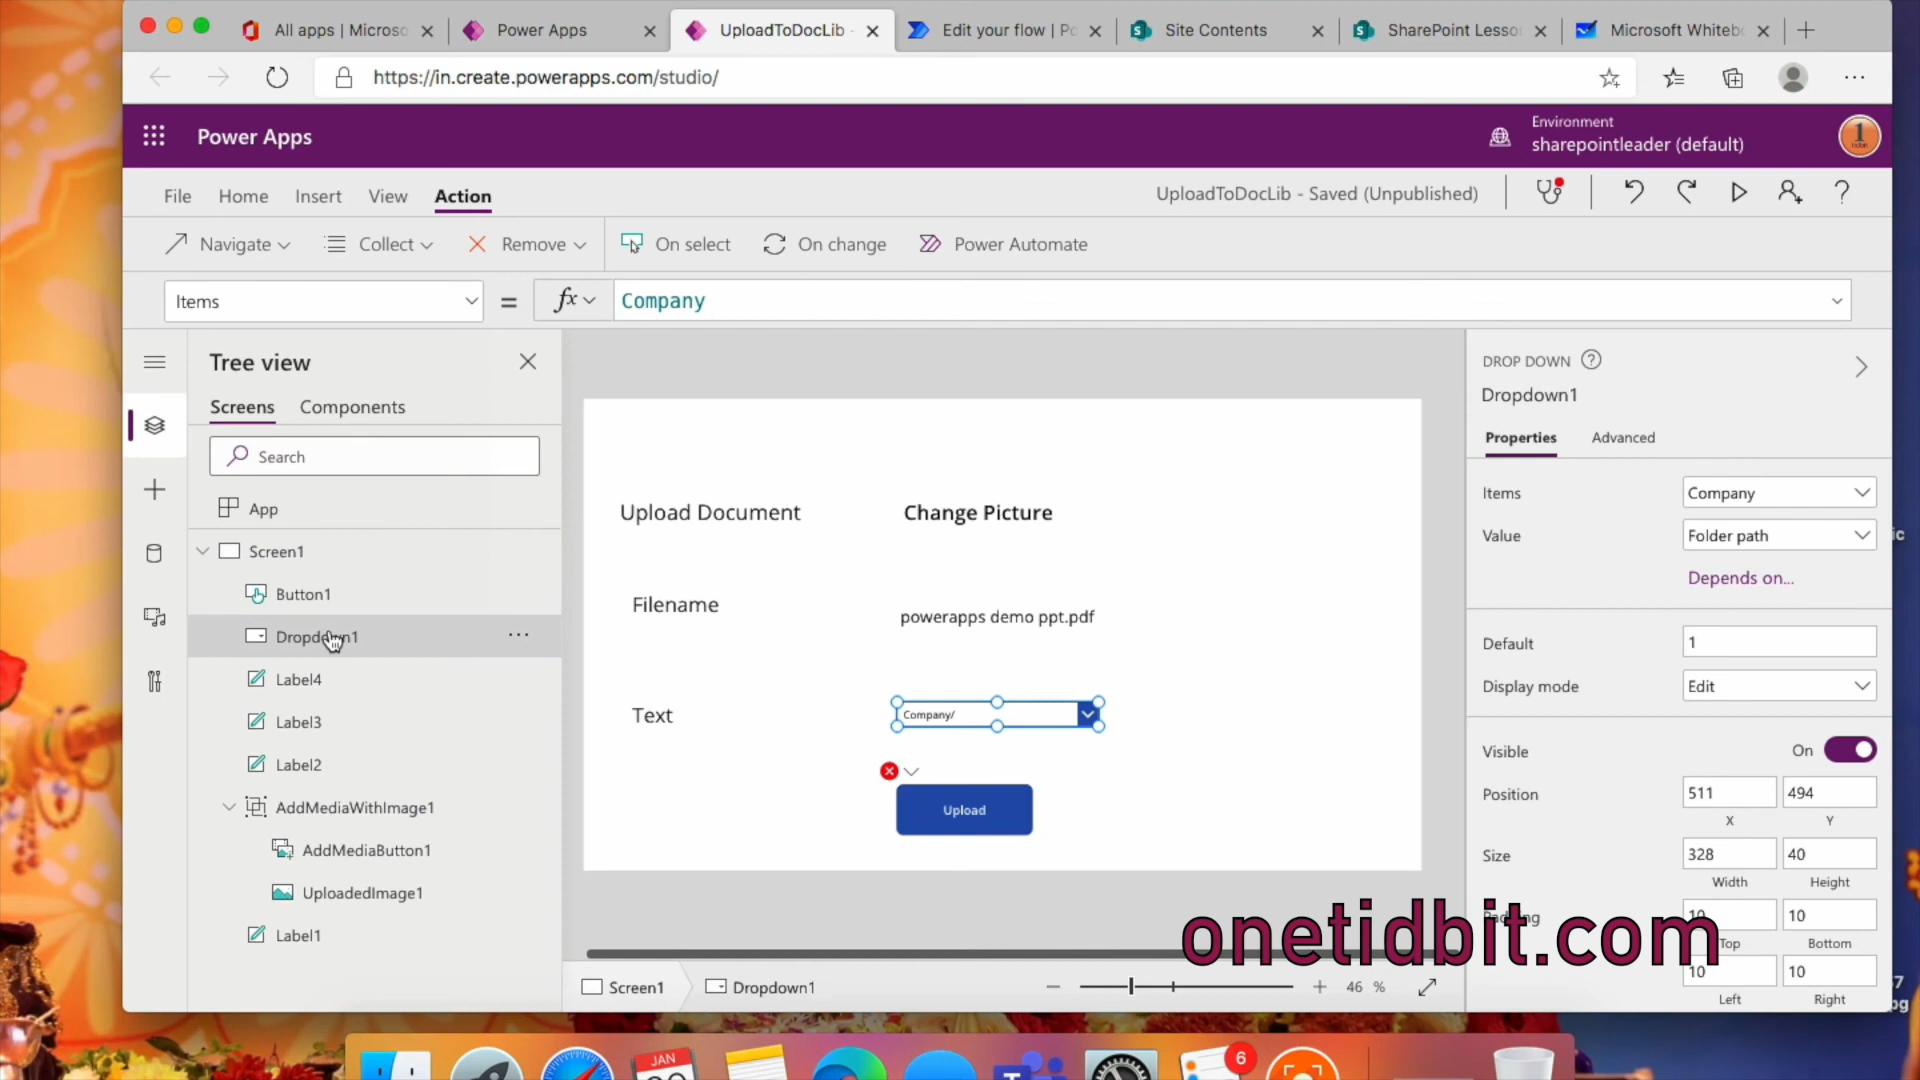 All apps | Microso
Power Apps
UploadToDocLib -
Edit your flow | Po
Site Contents
SharePoint Lesso
Microsoft Whiteb
https://in.create.powerapps.com/studio/
Power Apps
Environment
sharepointleader (default)
1
File
Home
Insert
View
Action
UploadToDocLib - Saved (Unpublished)
Navigate
Collect
Remove
On select
On change
Power Automate
Items
=
fx
Company
Tree view
Screens
Components
Search
App
Screen1
Button1
Dropdown1
Label4
Label3
Label2
AddMediaWithImage1
AddMediaButton1
UploadedImage1
Label1
Upload Document
Change Picture
Filename
powerapps demo ppt.pdf
Text
Company/
Upload
Screen1
Dropdown1
46 %
DROP DOWN
Dropdown1
Properties
Advanced
Items
Company
Value
Folder path
Depends on...
Default
1
Display mode
Edit
Visible
On
Position
511
494
X
Y
Size
328
40
Width
Height
Padding
10
10
Top
Bottom
10
10
Left
Right
onetidbit.com
ic
JAN
6